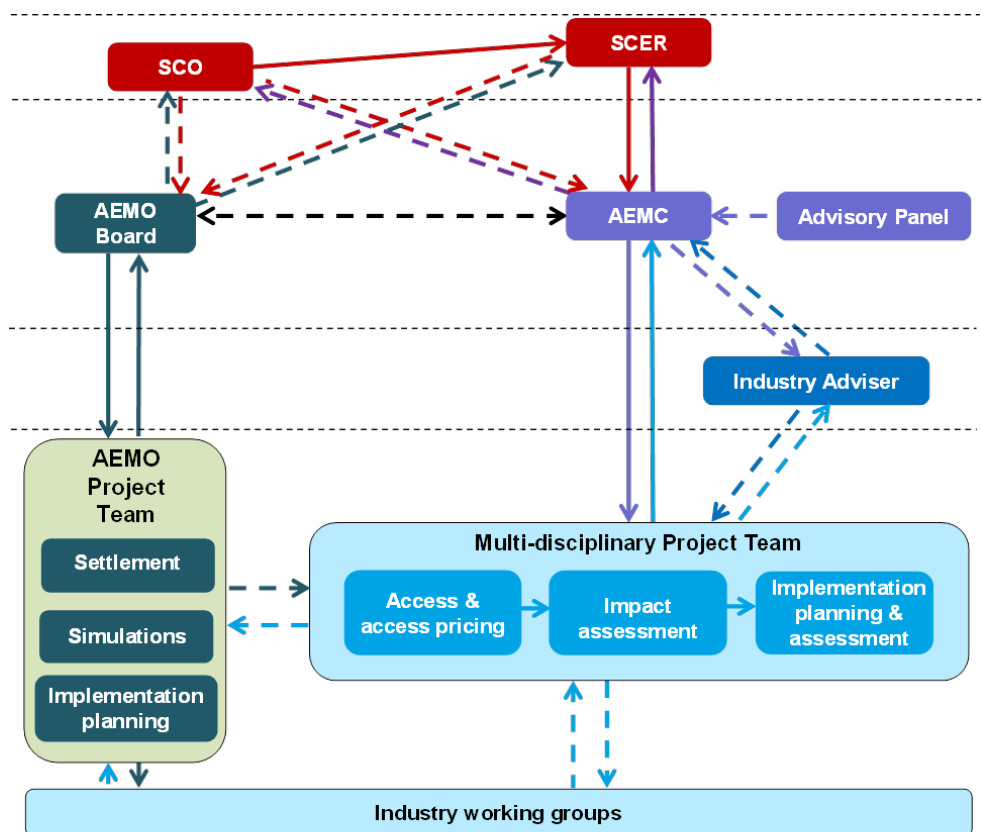 SCO
SCER
AEMO
Board
AEMC
Advisory Panel
Industry Adviser
AEMO
Project
Team
Settlement
Simulations
Implementation
planning
Multi-disciplinary Project Team
Access &
access pricing
Impact
assessment
Implementation
planning &
assessment
Industry working groups